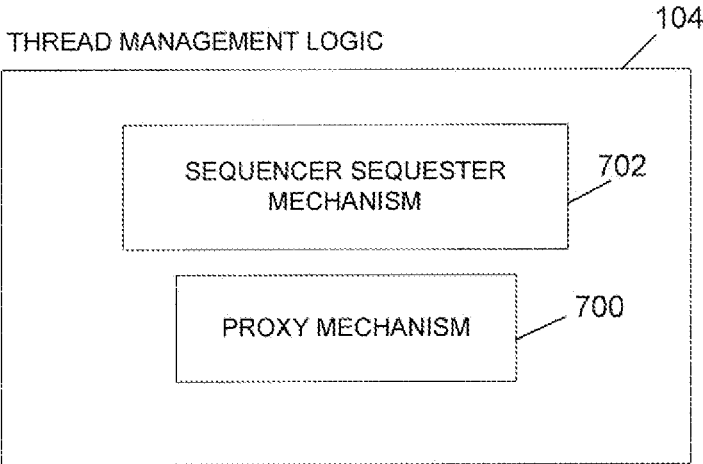 104
THREAD MANAGEMENT LOGIC
SEQUENCER SEQUESTER
MECHANISM
702
PROXY MECHANISM
700